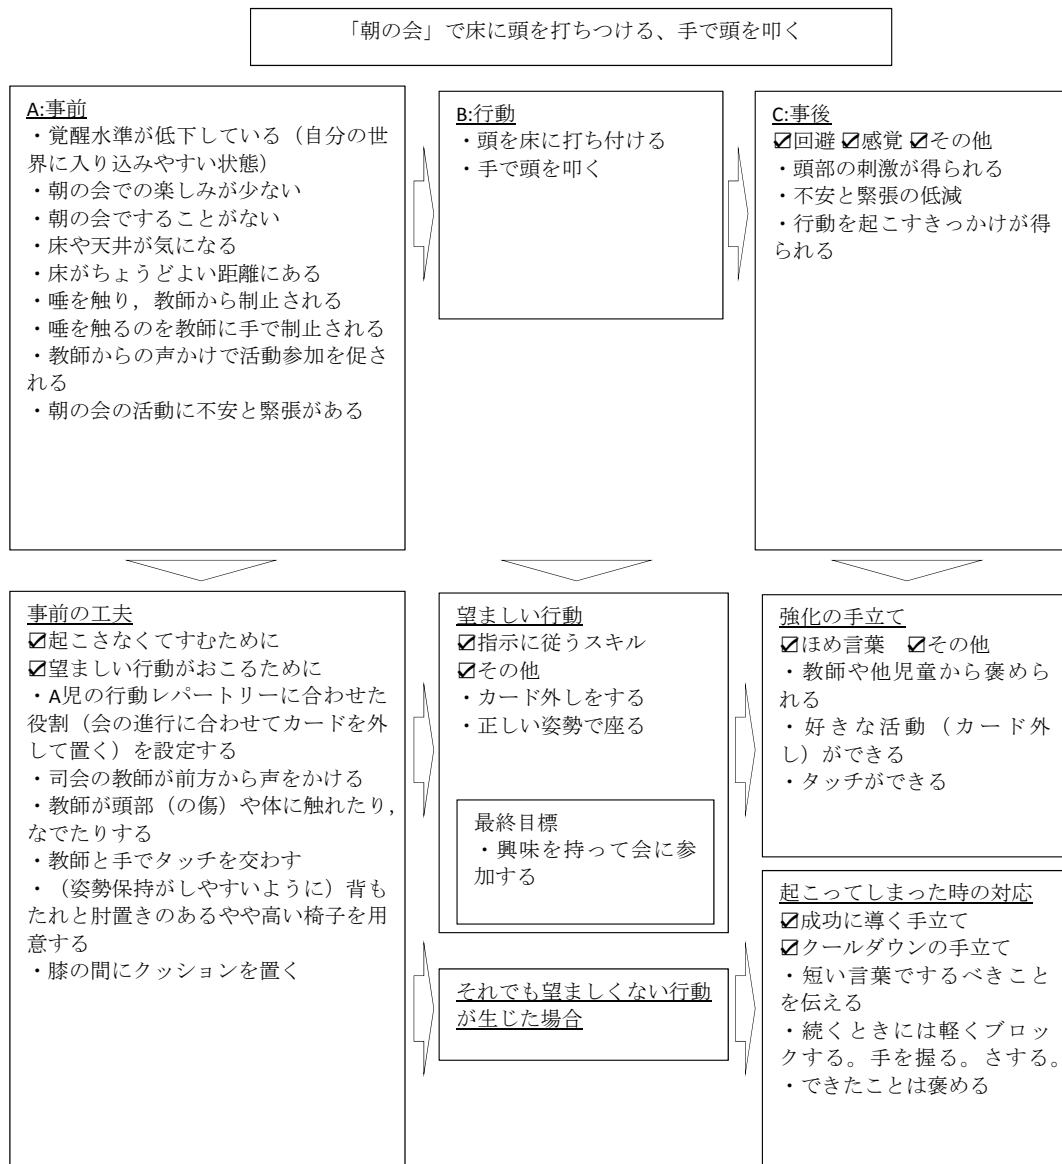 「朝の会」で床に頭を打ちつける、手で頭を叩く
A:事前
・覚醒水準が低下している（自分の世
界に入り込みやすい状態）
・朝の会での楽しみが少ない
・朝の会ですることがない
・床や天井が気になる
・床がちょうどよい距離にある
・唾を触り，教師から制止される
・唾を触るのを教師に手で制止される
・教師からの声かけで活動参加を促さ
れる
・朝の会の活動に不安と緊張がある
B:行動
・頭を床に打ち付ける
・手で頭を叩く
C:事後
☑回避 ☑感覚 ☑その他
・頭部の刺激が得られる
・不安と緊張の低減
・行動を起こすきっかけが得
られる
事前の工夫
☑起こさなくてすむために
☑望ましい行動がおこるために
・A児の行動レパートリーに合わせた
役割（会の進行に合わせてカードを外
して置く）を設定する
・司会の教師が前方から声をかける
・教師が頭部（の傷）や体に触れたり，
なでたりする
・教師と手でタッチを交わす
・（姿勢保持がしやすいように）背も
たれと肘置きのあるやや高い椅子を用
意する
・膝の間にクッションを置く
望ましい行動
☑指示に従うスキル
☑その他
・カード外しをする
・正しい姿勢で座る
最終目標
・興味を持って会に参
加する
それでも望ましくない行動
が生じた場合
強化の手立て
☑ほめ言葉 ☑その他
・教師や他児童から褒めら
れる
・好きな活動（カード外
し）ができる
・タッチができる
起こってしまった時の対応
☑成功に導く手立て
☑クールダウンの手立て
・短い言葉でするべきこと
を伝える
・続くときには軽くブロッ
クする。手を握る。さする。
・できたことは褒める